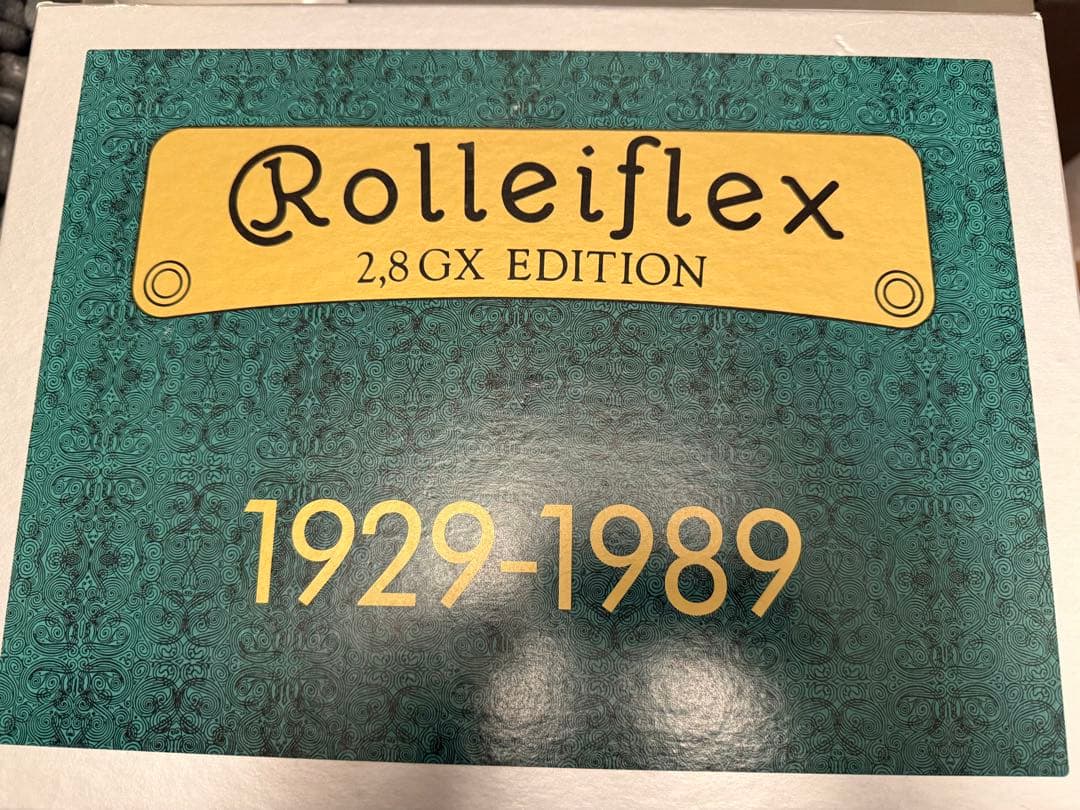 Rolleiflex
2,8 GX EDITION
1929-1989